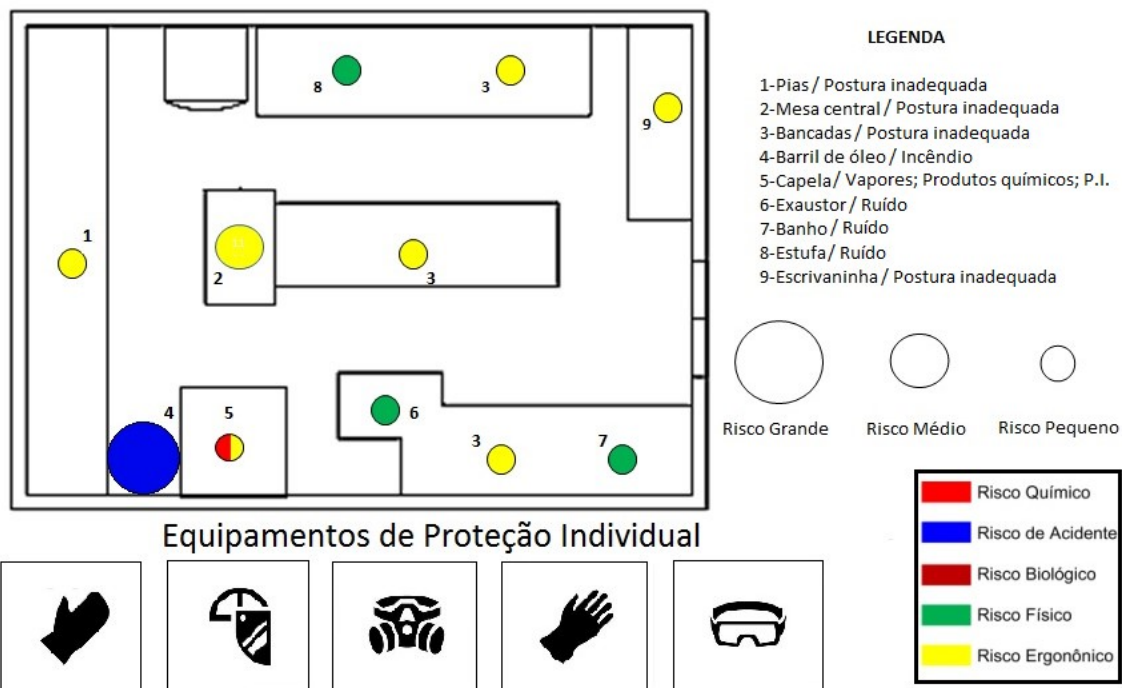 LEGENDA
1-Pias / Postura inadequada
2-Mesa central / Postura inadequada
3-Bancadas / Postura inadequada
4-Barril de óleo / Incêndio
5-Capela/ Vapores; Produtos químicos; P.I.
6-Exaustor / Ruído
7-Banho / Ruído
8-Estufa / Ruído
9-Escrivaninha / Postura inadequada
8
3
9
1
2
3
4
5
6
3
7
Risco Grande
Risco Médio
Risco Pequeno
Risco Químico
Risco de Acidente
Risco Biológico
Risco Físico
Risco Ergonônico
Equipamentos de Proteção Individual